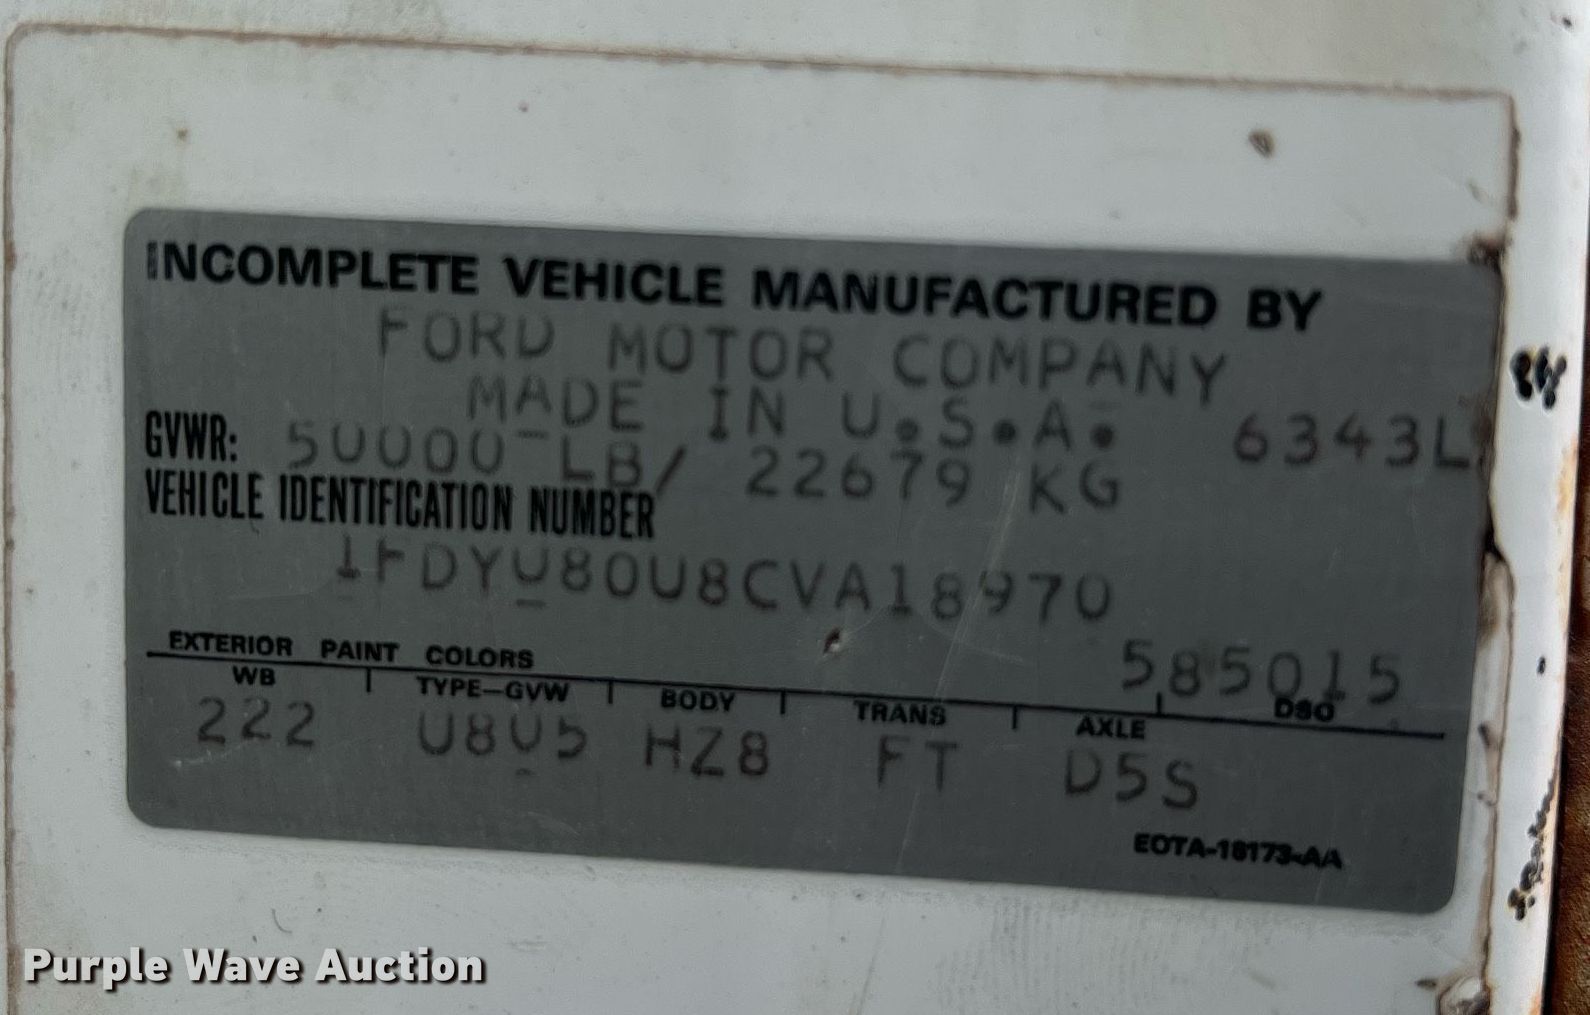 INCOMPLETE VEHICLE MANUFACTURED BY
FORD MOTOR COMPANY
MADE IN U.S.A.
6343L
GVWR: 50000 LB/ 22679 KG
VEHICLE IDENTIFICATION NUMBER
1FDYU80U8CVA18970
EXTERIOR PAINT COLORS
585015
WB TYPE-GVW BODY TRANS AXLE DSO
222 U805 HZ8 FT D5S
EOTA-18173-AA
Purple Wave Auction